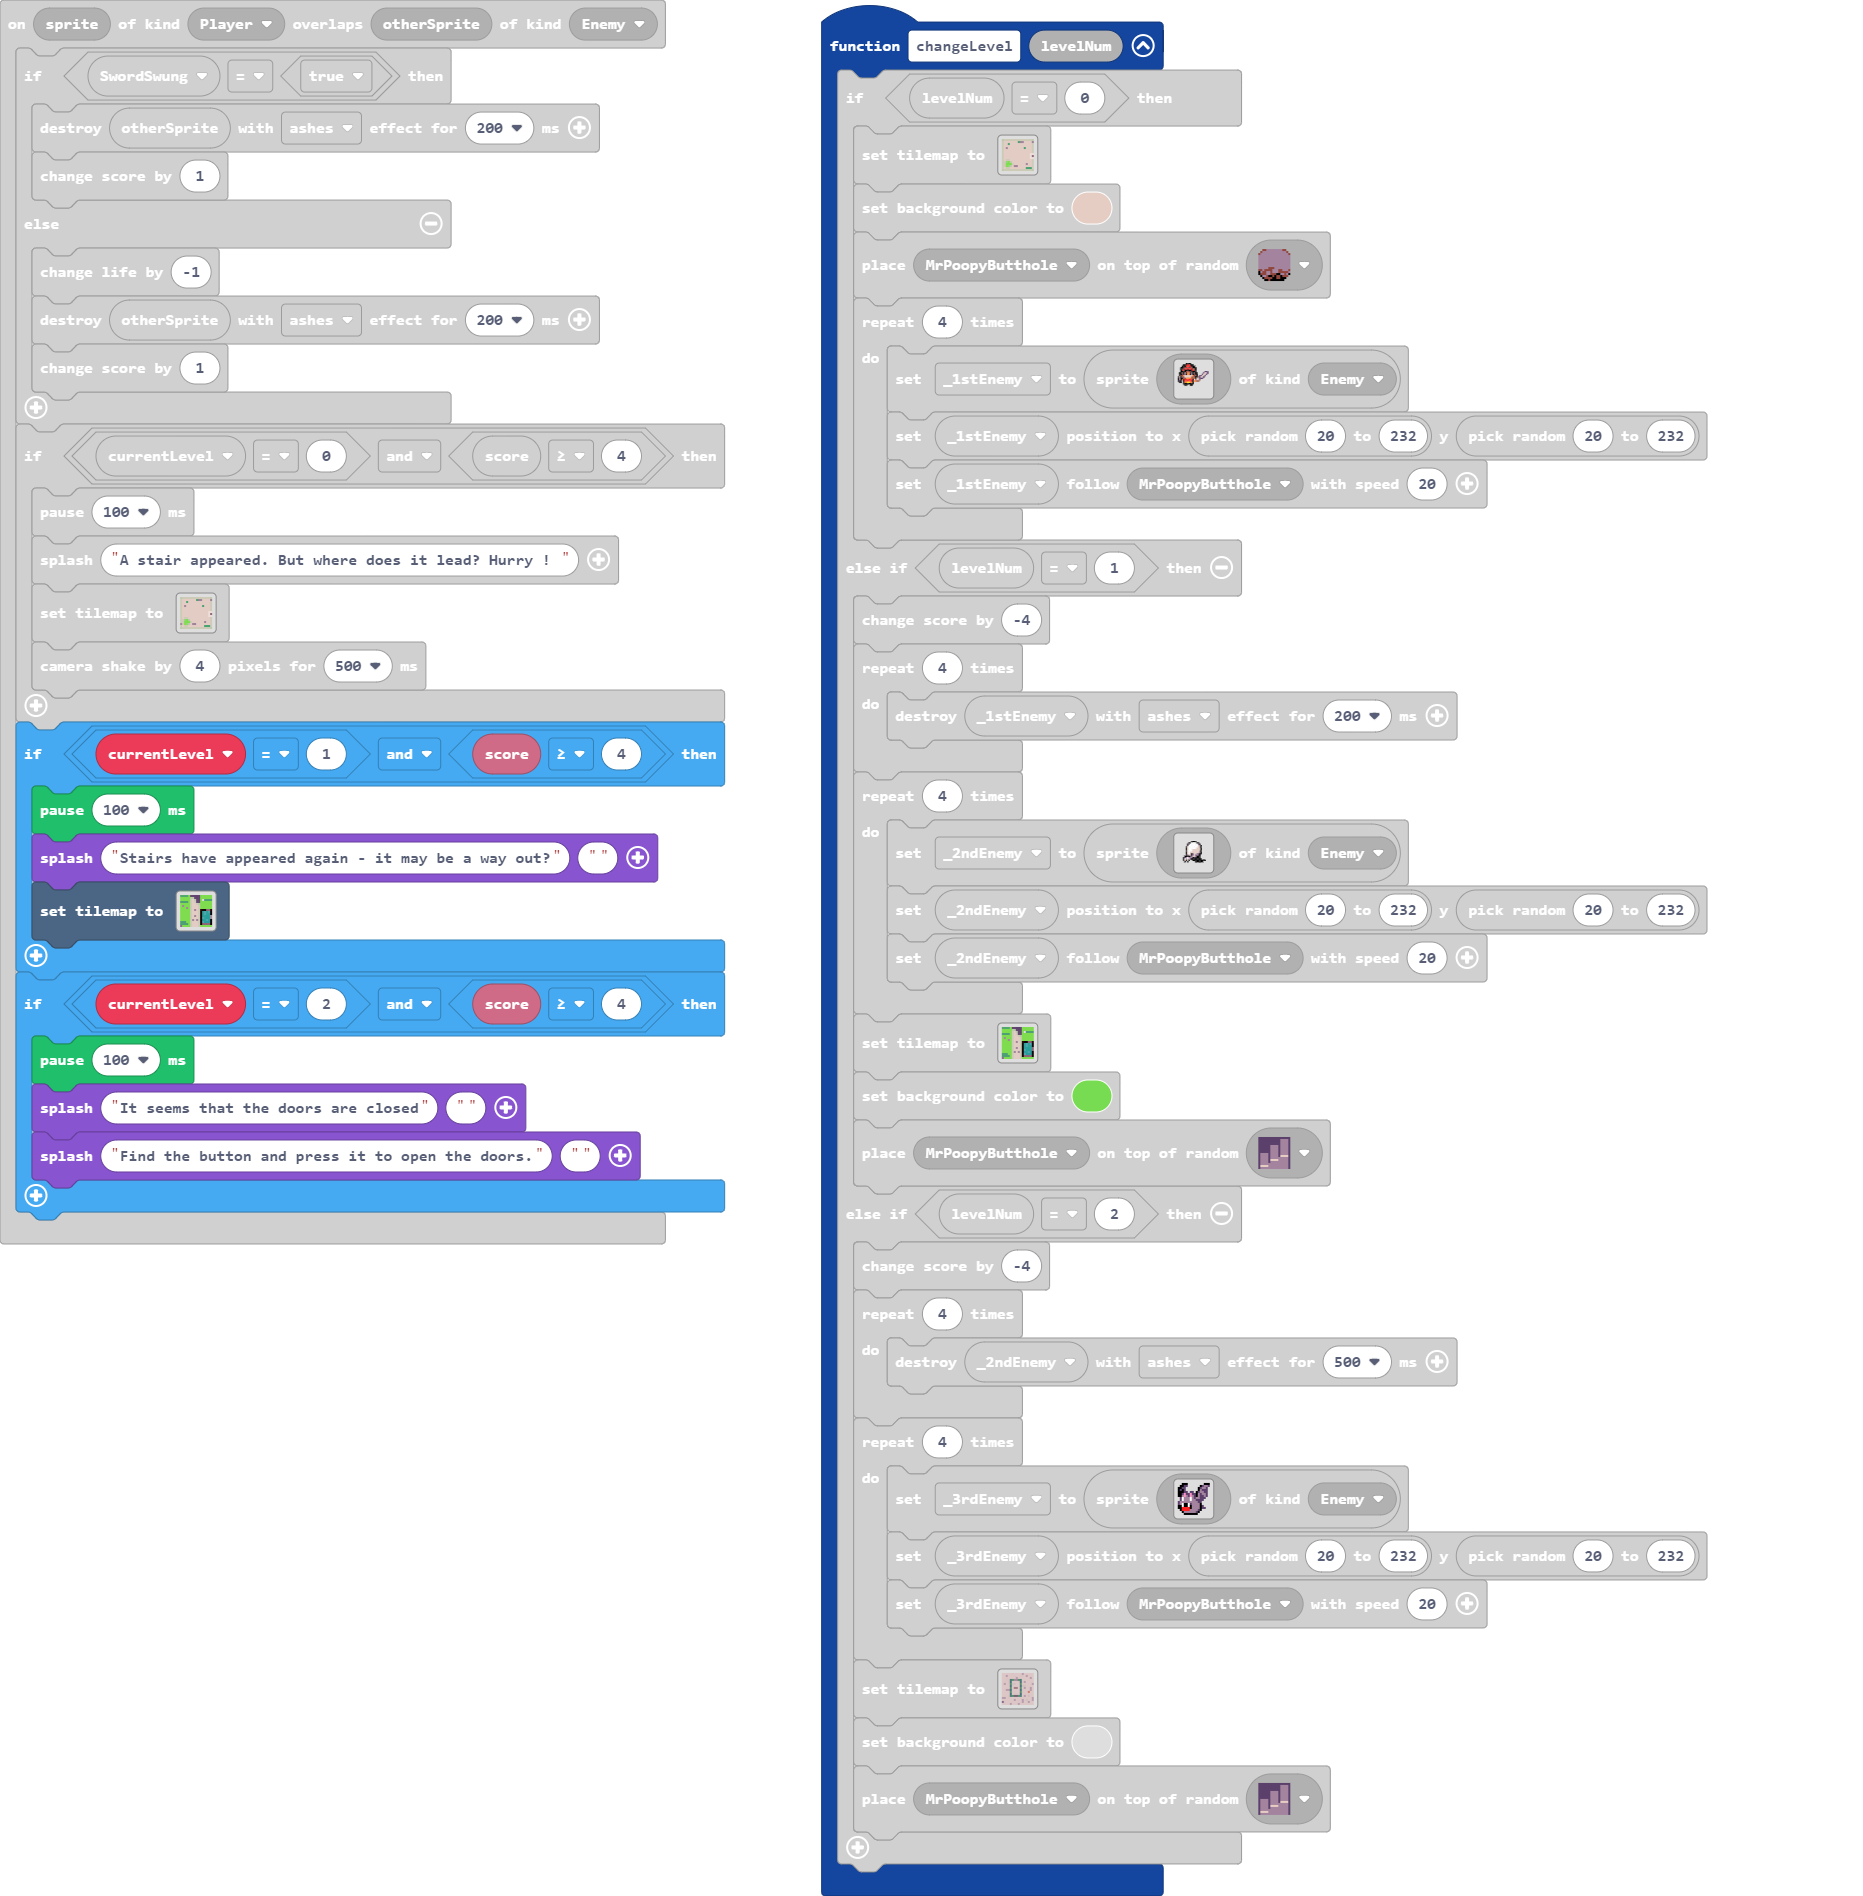 on sprite of kind Player overlaps otherSprite of kind Enemy
if SwordSwung = true then
destroy otherSprite with ashes effect for 200 ms
change score by 1
else
change life by -1
destroy otherSprite with ashes effect for 200 ms
change score by 1
if currentLevel = 0 and score ≥ 4 then
pause 100 ms
splash "A stair appeared. But where does it lead? Hurry ! "
set tilemap to
camera shake by 4 pixels for 500 ms
if currentLevel = 1 and score ≥ 4 then
pause 100 ms
splash "Stairs have appeared again - it may be a way out?" ""
set tilemap to
if currentLevel = 2 and score ≥ 4 then
pause 100 ms
splash "It seems that the doors are closed" ""
splash "Find the button and press it to open the doors." ""
function changeLevel levelNum
if levelNum = 0 then
set tilemap to
set background color to
place MrPoopyButthole on top of random
repeat 4 times
do
set _1stEnemy to sprite of kind Enemy
set _1stEnemy position to x pick random 20 to 232 y pick random 20 to 232
set _1stEnemy follow MrPoopyButthole with speed 20
else if levelNum = 1 then
change score by -4
repeat 4 times
do
destroy _1stEnemy with ashes effect for 200 ms
repeat 4 times
do
set _2ndEnemy to sprite of kind Enemy
set _2ndEnemy position to x pick random 20 to 232 y pick random 20 to 232
set _2ndEnemy follow MrPoopyButthole with speed 20
set tilemap to
set background color to
place MrPoopyButthole on top of random
else if levelNum = 2 then
change score by -4
repeat 4 times
do
destroy _2ndEnemy with ashes effect for 500 ms
repeat 4 times
do
set _3rdEnemy to sprite of kind Enemy
set _3rdEnemy position to x pick random 20 to 232 y pick random 20 to 232
set _3rdEnemy follow MrPoopyButthole with speed 20
set tilemap to
set background color to
place MrPoopyButthole on top of random